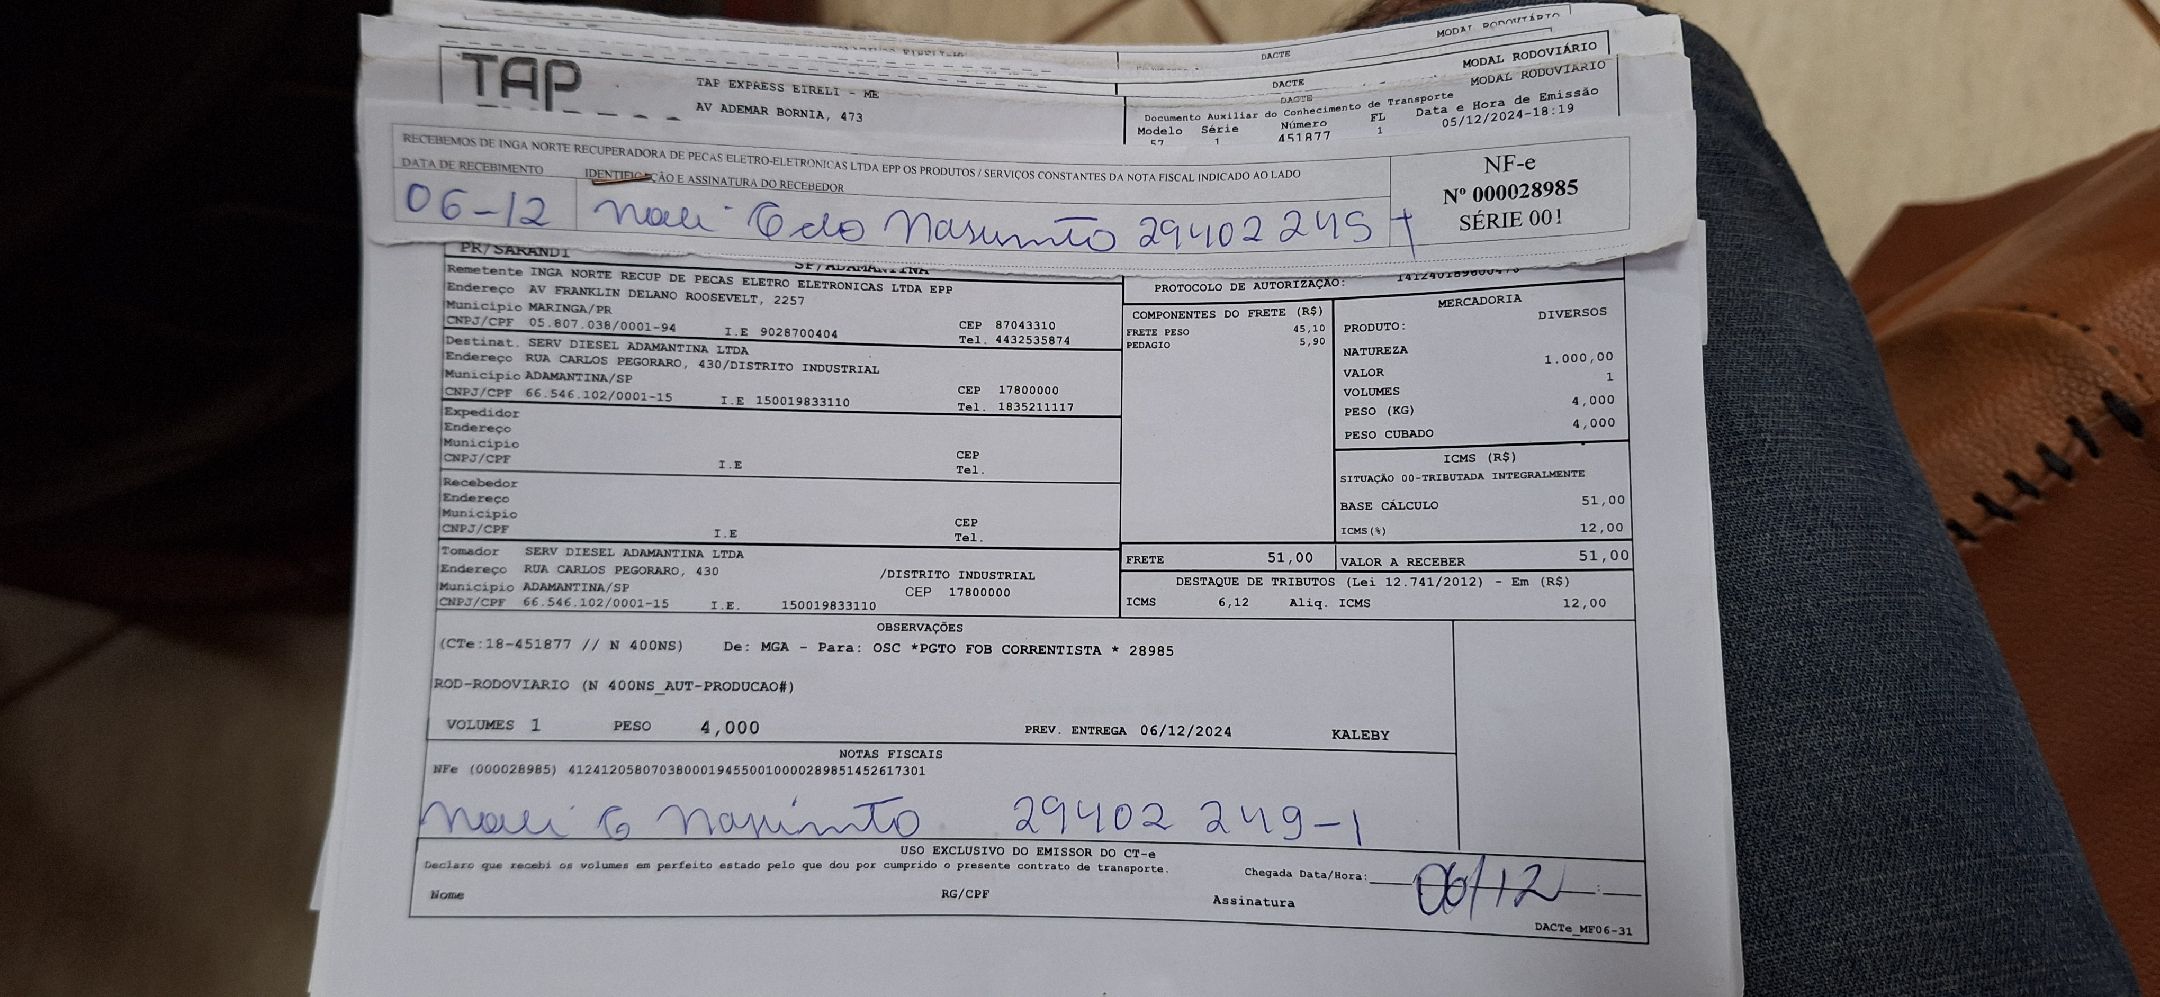 DACTE
MODAL RODOVIÁRIO
DACTE
MODAL RODOVIÁRIO
TAP
TAP EXPRESS EIRELI - ME
AV ADEMAR BORNIA, 473
DACTE
MODAL RODOVIÁRIO
Documento Auxiliar do Conhecimento de Transporte
Modelo Série Número FL Data e Hora de Emissão
57 1 451877 1 05/12/2024-18:19
RECEBEMOS DE INGA NORTE RECUPERADORA DE PECAS ELETRO-ELETRONICAS LTDA EPP OS PRODUTOS / SERVIÇOS CONSTANTES DA NOTA FISCAL INDICADO AO LADO
DATA DE RECEBIMENTO
IDENTIFICAÇÃO E ASSINATURA DO RECEBEDOR
06-12 do Nascimento 29402245
NF-e
Nº 000028985
SÉRIE 001
PR/SARANDI
SP/ADAMANTINA
Remetente INGA NORTE RECUP DE PECAS ELETRO ELETRONICAS LTDA EPP
Endereço AV FRANKLIN DELANO ROOSEVELT, 2257
Municipio MARINGA/PR CEP 87043310
CNPJ/CPF 05.807.038/0001-94 I.E 9028700404 Tel. 4432535874
Destinat. SERV DIESEL ADAMANTINA LTDA
Endereço RUA CARLOS PEGORARO, 430/DISTRITO INDUSTRIAL
Municipio ADAMANTINA/SP CEP 17800000
CNPJ/CPF 66.546.102/0001-15 I.E 150019833110 Tel. 1835211117
Expedidor
Endereço
Municipio CEP
CNPJ/CPF I.E Tel.
Recebedor
Endereço
Municipio CEP
CNPJ/CPF I.E Tel.
Tomador SERV DIESEL ADAMANTINA LTDA
Endereço RUA CARLOS PEGORARO, 430 /DISTRITO INDUSTRIAL
Municipio ADAMANTINA/SP CEP 17800000
CNPJ/CPF 66.546.102/0001-15 I.E. 150019833110
PROTOCOLO DE AUTORIZAÇÃO:
COMPONENTES DO FRETE (R$)
FRETE PESO 45,10
PEDAGIO 5,90
MERCADORIA
PRODUTO: DIVERSOS
NATUREZA
VALOR 1.000,00
VOLUMES 1
PESO (KG) 4,000
PESO CUBADO 4,000
ICMS (R$)
SITUAÇÃO 00-TRIBUTADA INTEGRALMENTE
BASE CÁLCULO 51,00
ICMS(%) 12,00
FRETE 51,00 VALOR A RECEBER 51,00
DESTAQUE DE TRIBUTOS (Lei 12.741/2012) - Em (R$)
ICMS 6,12 Aliq. ICMS 12,00
OBSERVAÇÕES
(CTe:18-451877 // N 400NS) De: MGA - Para: OSC *PGTO FOB CORRENTISTA * 28985
ROD-RODOVIARIO (N 400NS_AUT-PRODUCAO#)
VOLUMES 1 PESO 4,000 PREV. ENTREGA 06/12/2024 KALEBY
NOTAS FISCAIS
NFe (000028985) 41241205807038000194550010000289851452617301
29402 249-1
USO EXCLUSIVO DO EMISSOR DO CT-e
Declaro que recebi os volumes em perfeito estado pelo que dou por cumprido o presente contrato de transporte.
Chegada Data/Hora: 06/12 :
Nome RG/CPF Assinatura
DACTe_MF06-31